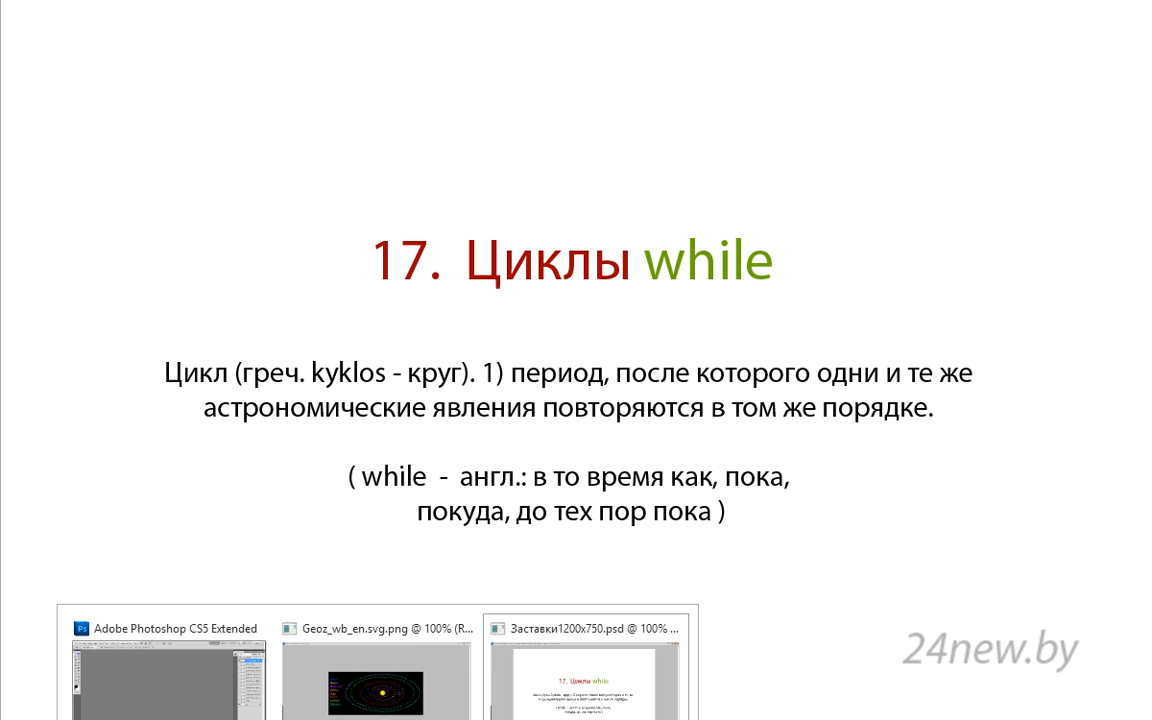 17. Циклы while
Цикл (греч. kyklos - круг). 1) период, после которого одни и те же
астрономические явления повторяются в том же порядке.
( while - англ.: в то время как, пока,
покуда, до тех пор пока )
Ps Adobe Photoshop CS5 Extended
Geoz_wb_en.svg.png @ 100% (R...
Заставки1200x750.psd @ 100% ...
24new.by
17. Циклы while